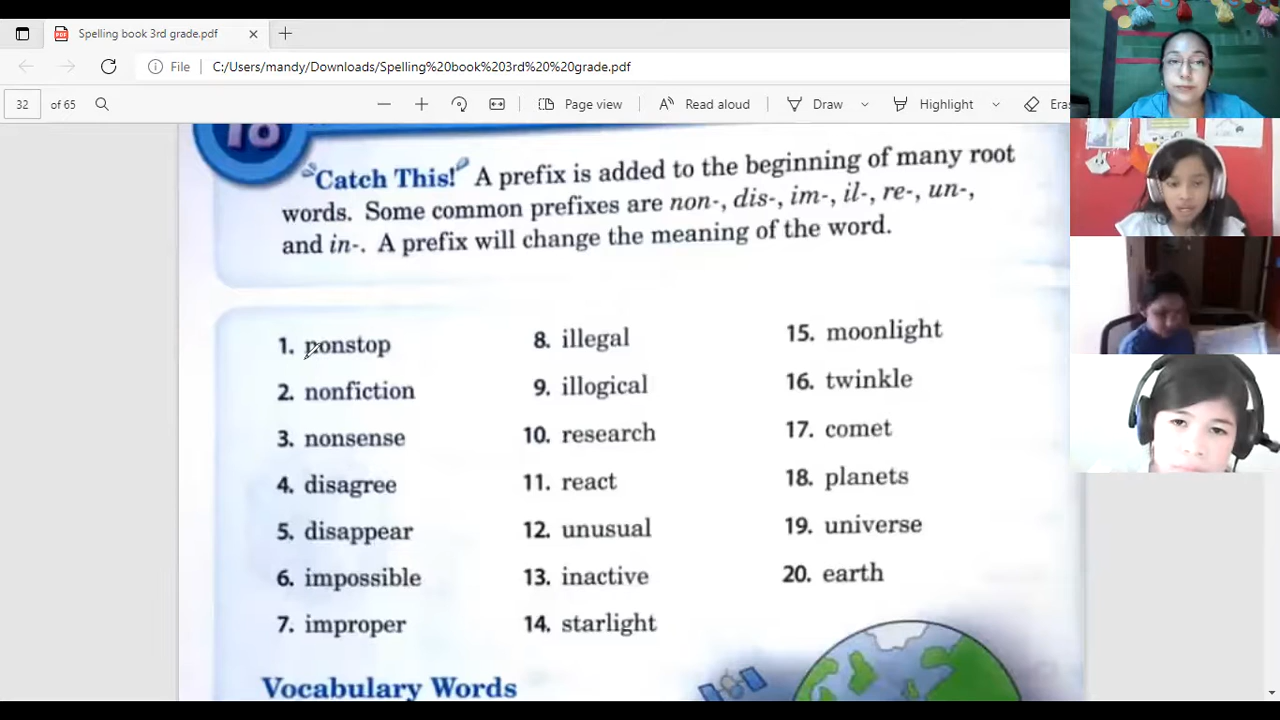 Spelling book 3rd grade.pdf
File C:/Users/mandy/Downloads/Spelling%20book%203rd%20%20grade.pdf
32 of 65 Page view Read aloud Draw Highlight
18
"Catch This!" A prefix is added to the beginning of many root
words. Some common prefixes are non-, dis-, im-, il-, re-, un-,
and in-. A prefix will change the meaning of the word.
1. nonstop
2. nonfiction
3. nonsense
4. disagree
5. disappear
6. impossible
7. improper
8. illegal
9. illogical
10. research
11. react
12. unusual
13. inactive
14. starlight
15. moonlight
16. twinkle
17. comet
18. planets
19. universe
20. earth
Vocabulary Words